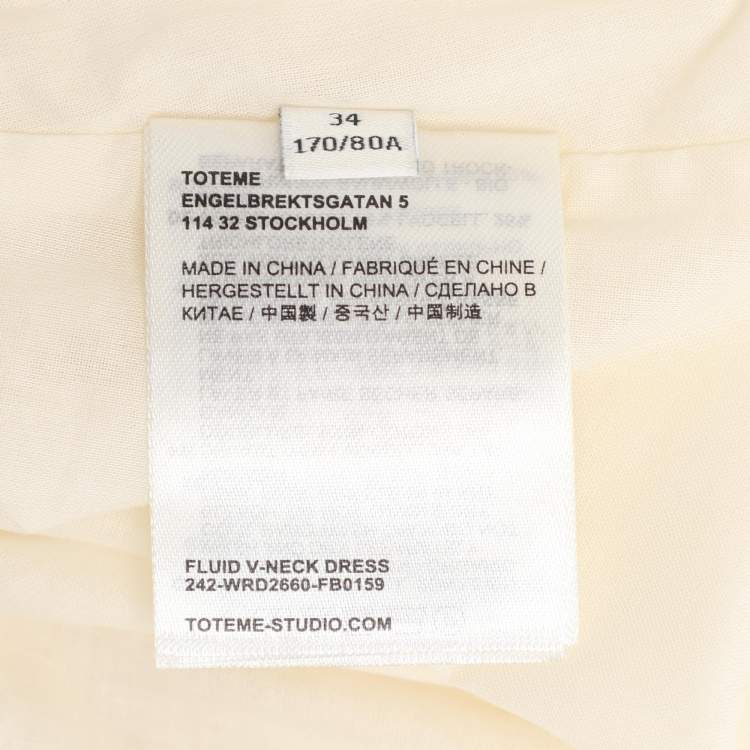 34
170/80A
TOTEME
ENGELBREKTSGATAN 5
114 32 STOCKHOLM
MADE IN CHINA / FABRIQUÉ EN CHINE /
HERGESTELLT IN CHINA / СДЕЛАНО В
КИТАЕ / 中国製 / 중국산 / 中国制造
FLUID V-NECK DRESS
242-WRD2660-FB0159
TOTEME-STUDIO.COM